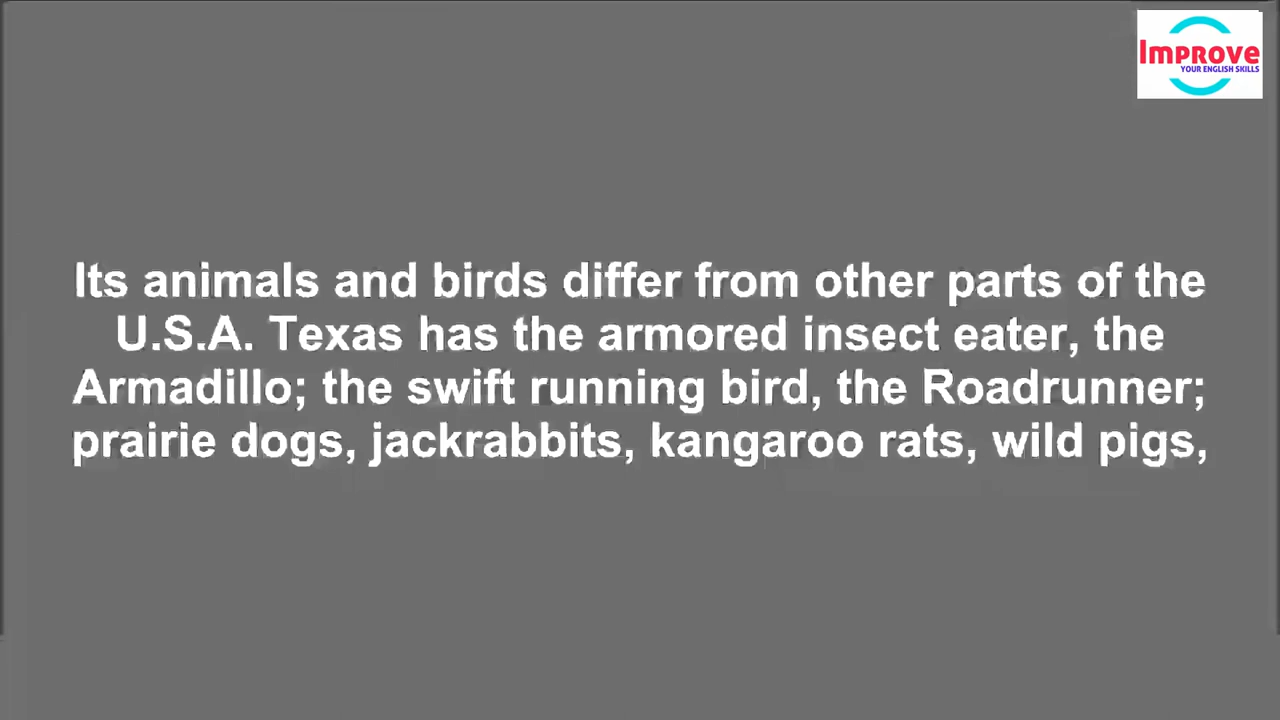 Improve
YOUR ENGLISH SKILLS
Its animals and birds differ from other parts of the
U.S.A. Texas has the armored insect eater, the
Armadillo; the swift running bird, the Roadrunner;
prairie dogs, jackrabbits, kangaroo rats, wild pigs,